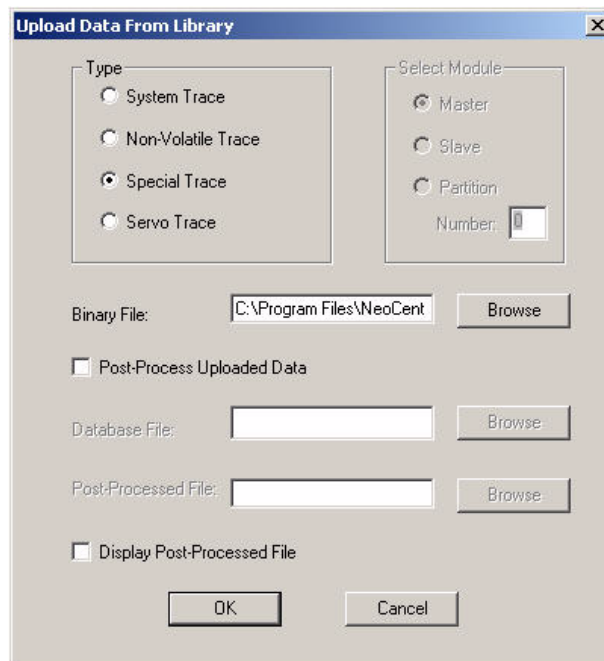 Upload Data From Library
Type
System Trace
Non-Volatile Trace
Special Trace
Servo Trace
Select Module
Master
Slave
Partition
Number: 0
Binary File: C:\Program Files\NeoCent Browse
Post-Process Uploaded Data
Database File: Browse
Post-Processed File: Browse
Display Post-Processed File
OK Cancel